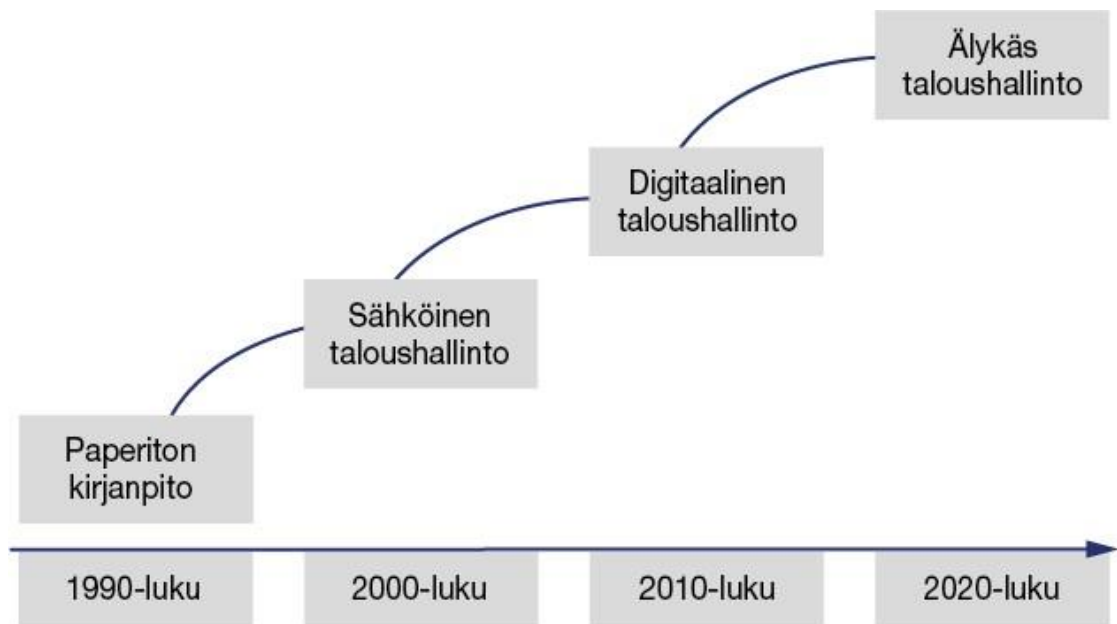 Älykäs
taloushallinto
Digitaalinen
taloushallinto
Sähköinen
taloushallinto
Paperiton
kirjanpito
1990-luku
2000-luku
2010-luku
2020-luku